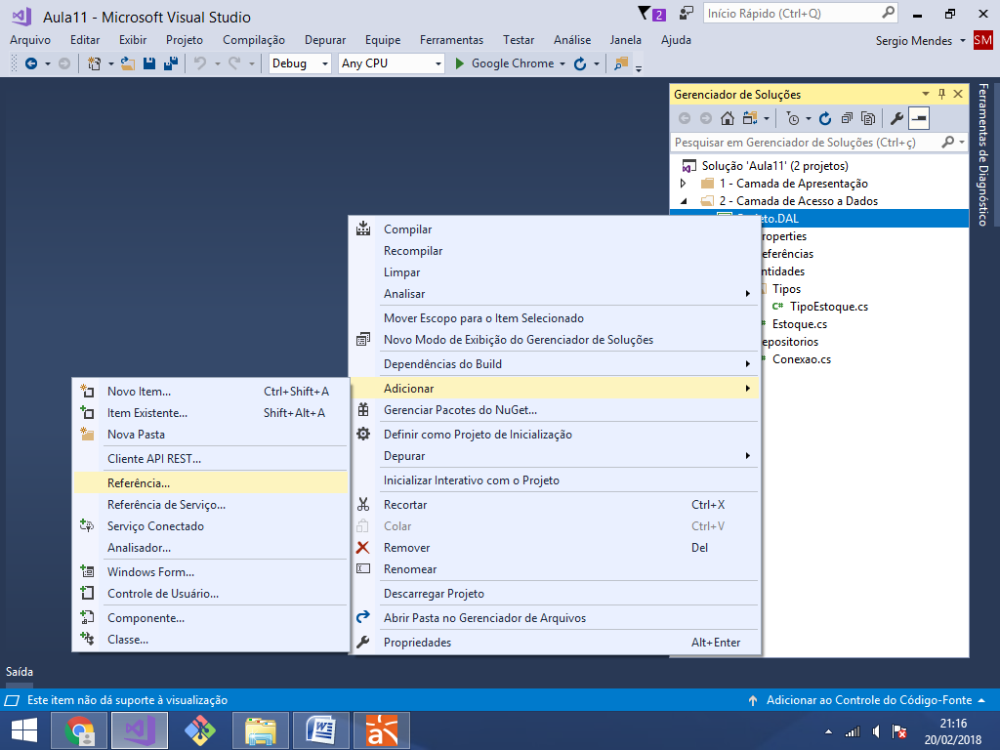 Aula11 - Microsoft Visual Studio
2
Início Rápido (Ctrl+Q)
Arquivo Editar Exibir Projeto Compilação Depurar Equipe Ferramentas Testar Análise Janela Ajuda
Sergio Mendes SM
Debug Any CPU Google Chrome
Gerenciador de Soluções
Pesquisar em Gerenciador de Soluções (Ctrl+ç)
Solução 'Aula11' (2 projetos)
1 - Camada de Apresentação
2 - Camada de Acesso a Dados
eto.DAL
roperties
eferências
ntidades
Tipos
C# TipoEstoque.cs
Estoque.cs
epositorios
Conexao.cs
Ferramentas de Diagnóstico
Compilar
Recompilar
Limpar
Analisar
Mover Escopo para o Item Selecionado
Novo Modo de Exibição do Gerenciador de Soluções
Dependências do Build
Adicionar
Gerenciar Pacotes do NuGet...
Definir como Projeto de Inicialização
Depurar
Inicializar Interativo com o Projeto
Recortar Ctrl+X
Colar Ctrl+V
Remover Del
Renomear
Descarregar Projeto
Abrir Pasta no Gerenciador de Arquivos
Propriedades Alt+Enter
Novo Item... Ctrl+Shift+A
Item Existente... Shift+Alt+A
Nova Pasta
Cliente API REST...
Referência...
Referência de Serviço...
Serviço Conectado
Analisador...
Windows Form...
Controle de Usuário...
Componente...
Classe...
Saída
Este item não dá suporte à visualização
Adicionar ao Controle do Código-Fonte
21:16
20/02/2018